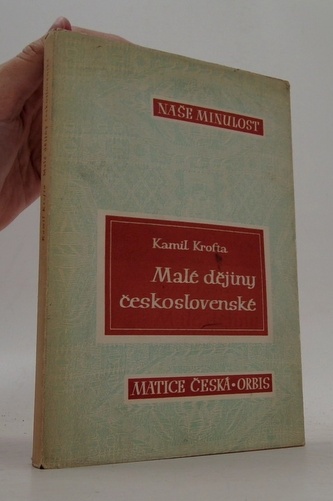 NAŠE MINULOST
Kamil Krofta
Malé dějiny
československé
MATICE ČESKÁ • ORBIS